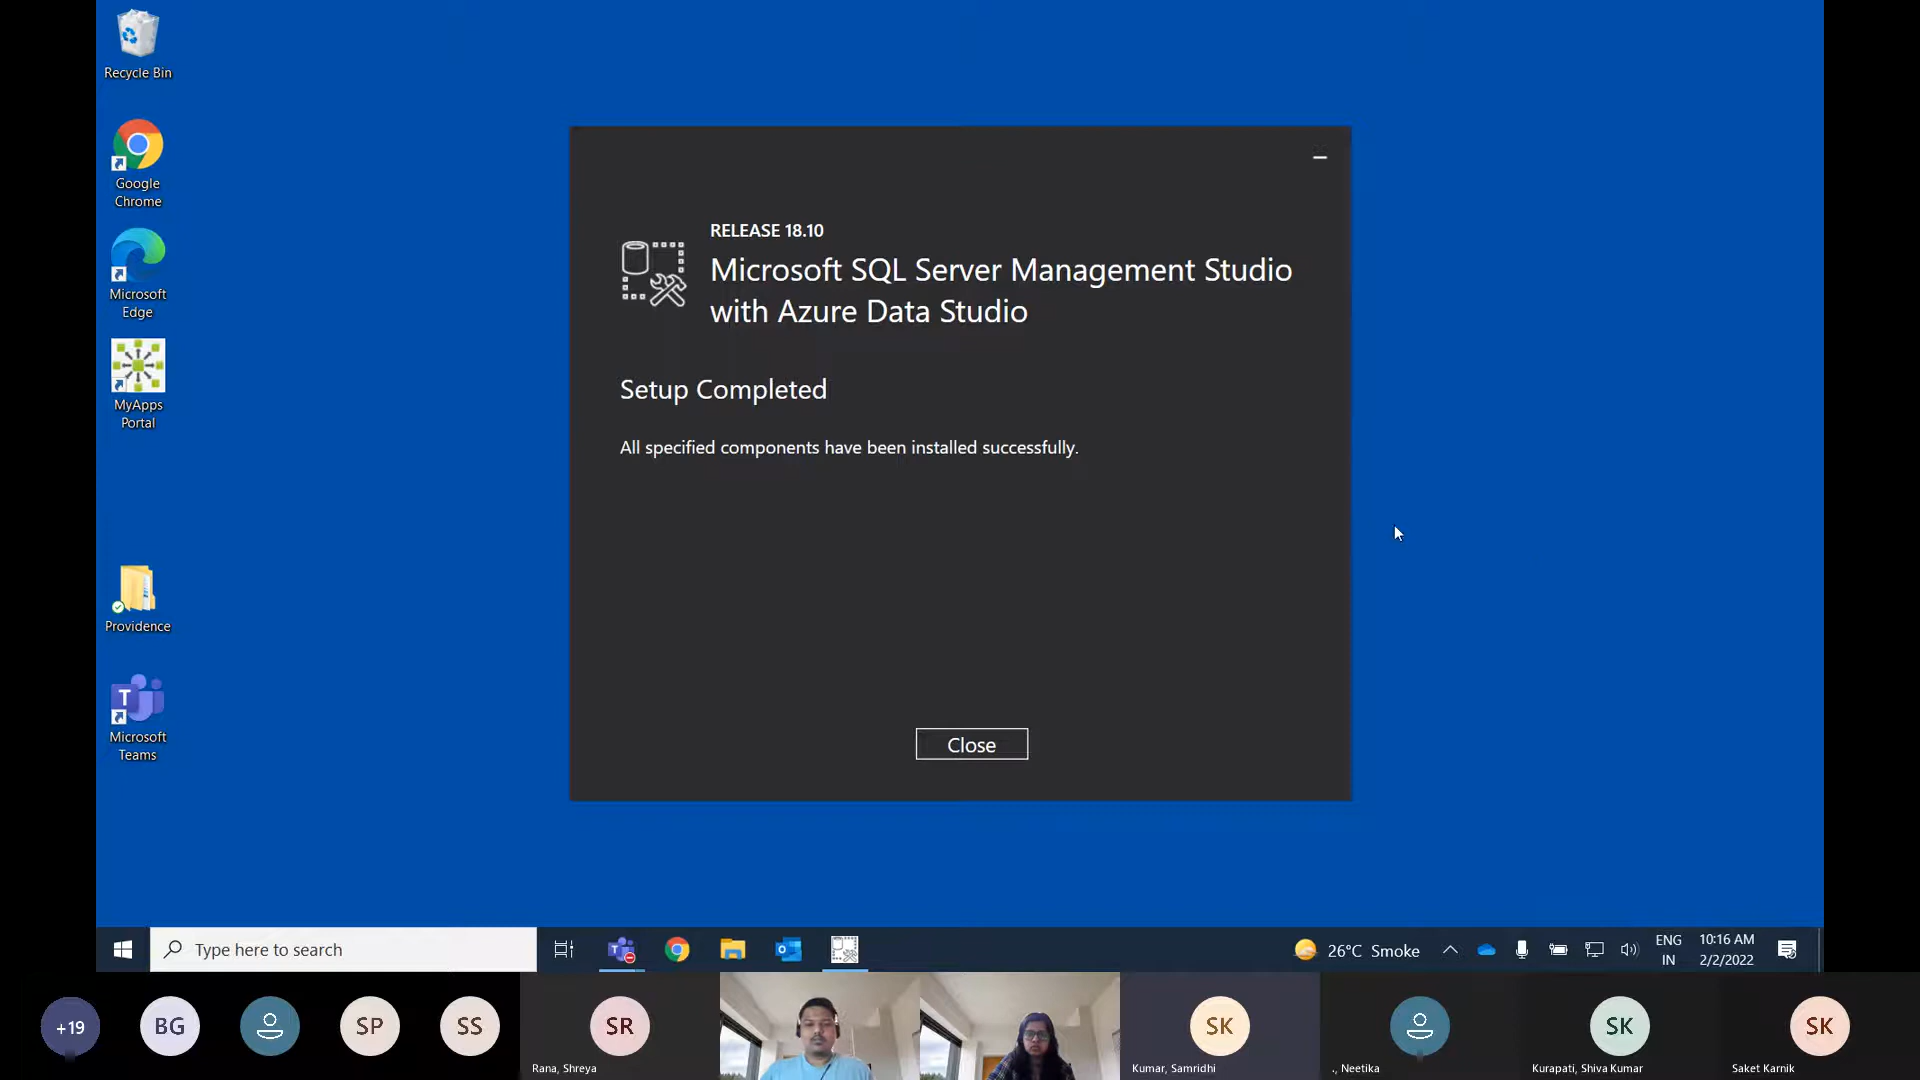 Recycle Bin
Google
Chrome
Microsoft
Edge
MyApps
Portal
Providence
T
Microsoft
Teams
RELEASE 18.10
Microsoft SQL Server Management Studio
with Azure Data Studio
Setup Completed
All specified components have been installed successfully.
Close
Type here to search
26°C Smoke
ENG
IN
10:16 AM
2/2/2022
+19
BG
SP
SS
SR
Rana, Shreya
SK
Kumar, Samridhi
., Neetika
SK
Kurapati, Shiva Kumar
SK
Saket Karnik